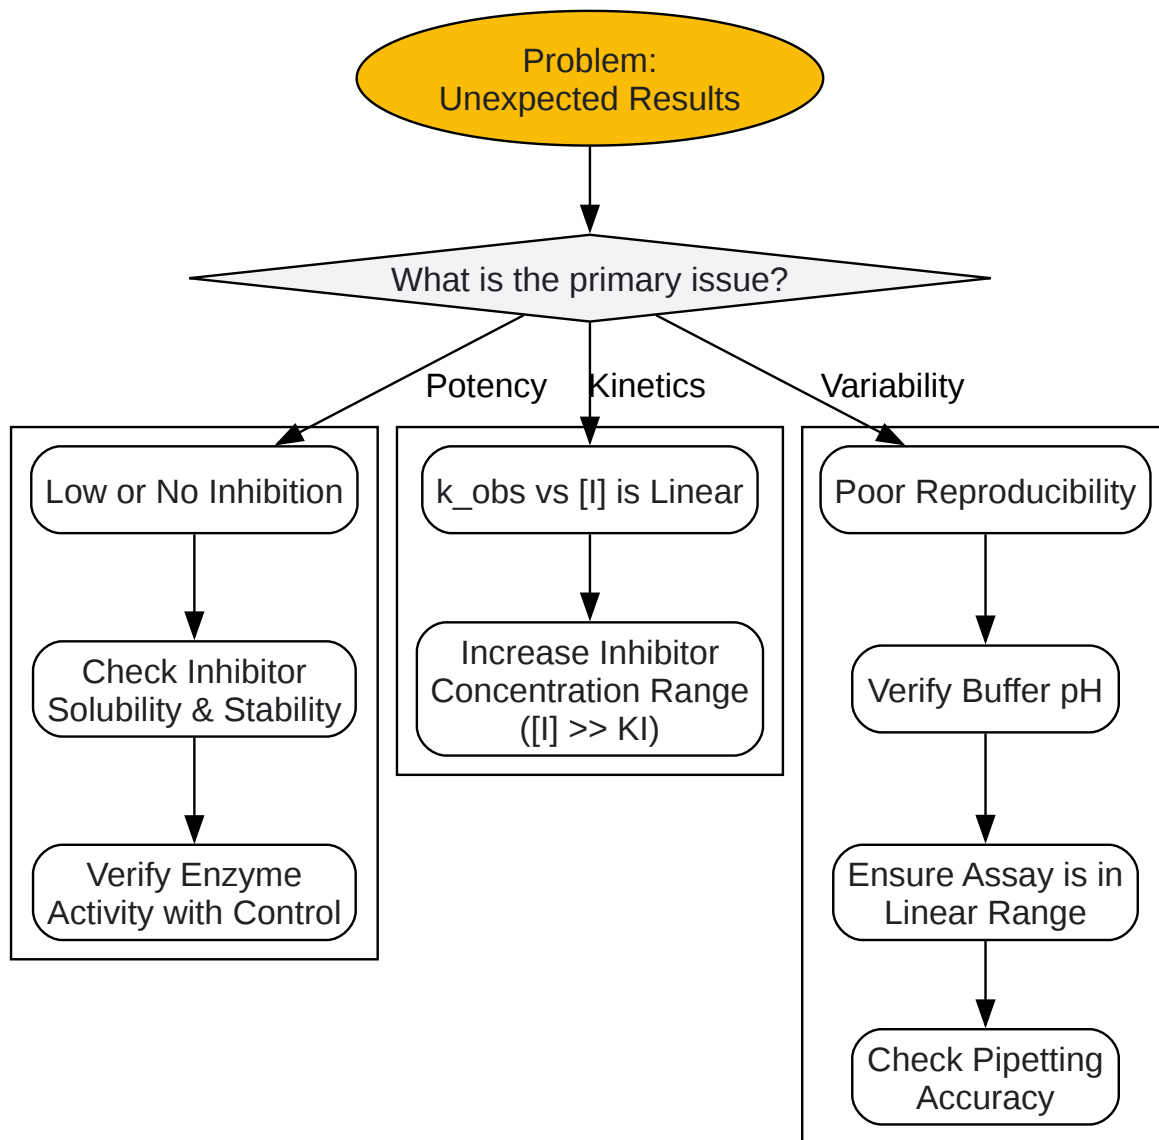 Problem:
Unexpected Results
What is the primary issue?
Potency
Kinetics
Variability
Low or No Inhibition
k_obs vs [I] is Linear
Poor Reproducibility
Check Inhibitor
Solubility & Stability
Increase Inhibitor
Concentration Range
([I] >> KI)
Verify Buffer pH
Verify Enzyme
Activity with Control
Ensure Assay is in
Linear Range
Check Pipetting
Accuracy